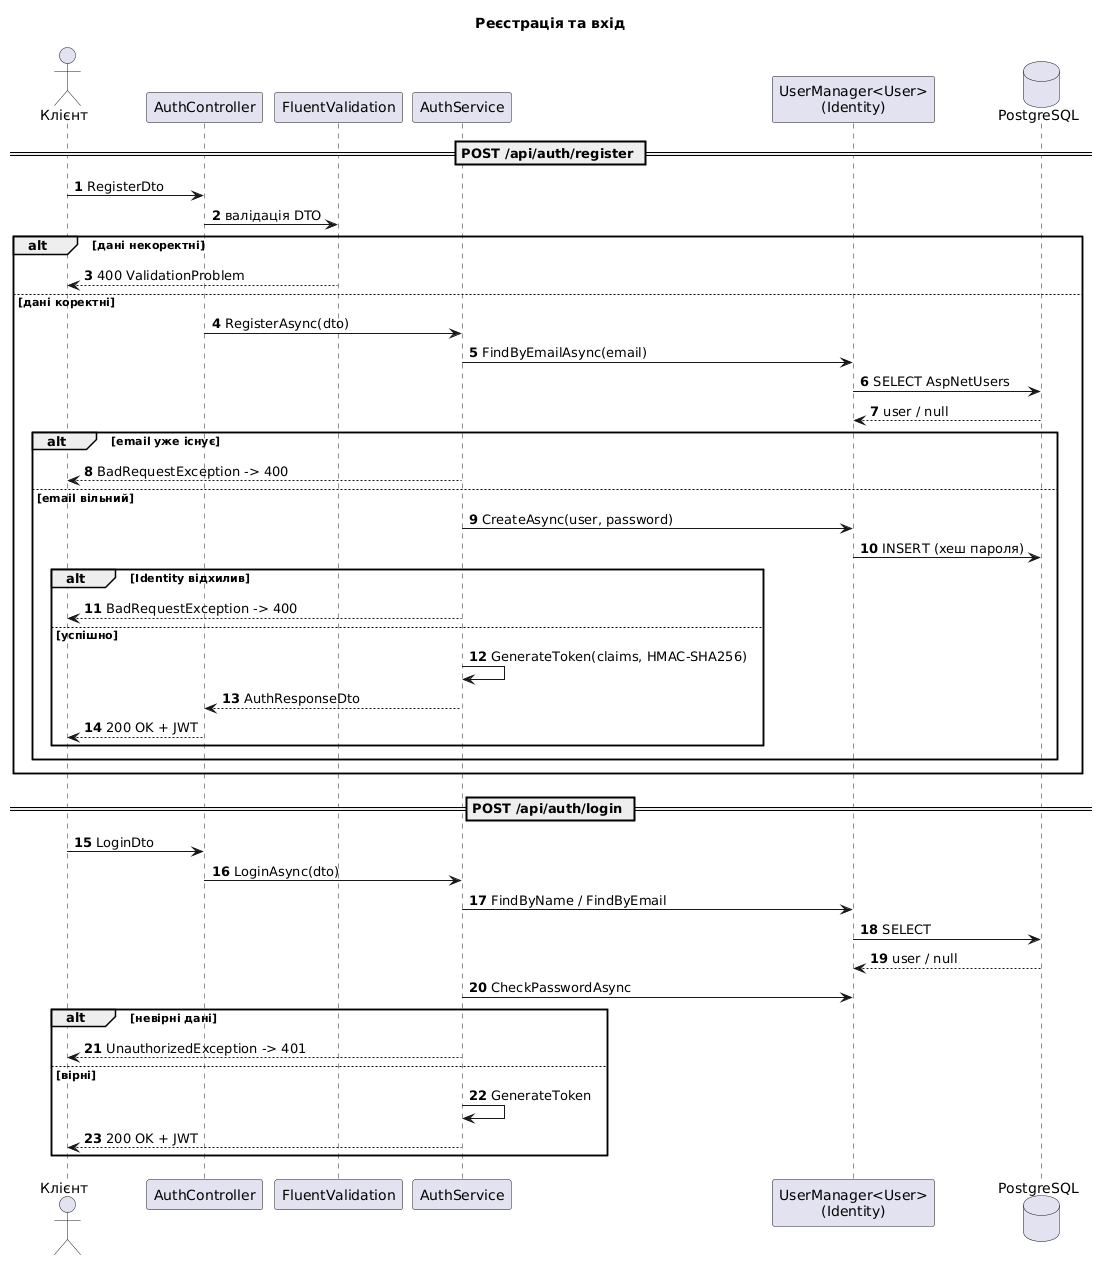 Реєстрація та вхід
Клієнт
AuthController
FluentValidation
AuthService
UserManager<User>
(Identity)
PostgreSQL
POST /api/auth/register
1 RegisterDto
2 валідація DTO
alt [дані некоректні]
3 400 ValidationProblem
[дані коректні]
4 RegisterAsync(dto)
5 FindByEmailAsync(email)
6 SELECT AspNetUsers
7 user / null
alt [email уже існує]
8 BadRequestException -> 400
[email вільний]
9 CreateAsync(user, password)
10 INSERT (хеш пароля)
alt [Identity відхилив]
11 BadRequestException -> 400
[успішно]
12 GenerateToken(claims, HMAC-SHA256)
13 AuthResponseDto
14 200 OK + JWT
POST /api/auth/login
15 LoginDto
16 LoginAsync(dto)
17 FindByName / FindByEmail
18 SELECT
19 user / null
20 CheckPasswordAsync
alt [невірні дані]
21 UnauthorizedException -> 401
[вірні]
22 GenerateToken
23 200 OK + JWT
Клієнт
AuthController
FluentValidation
AuthService
UserManager<User>
(Identity)
PostgreSQL